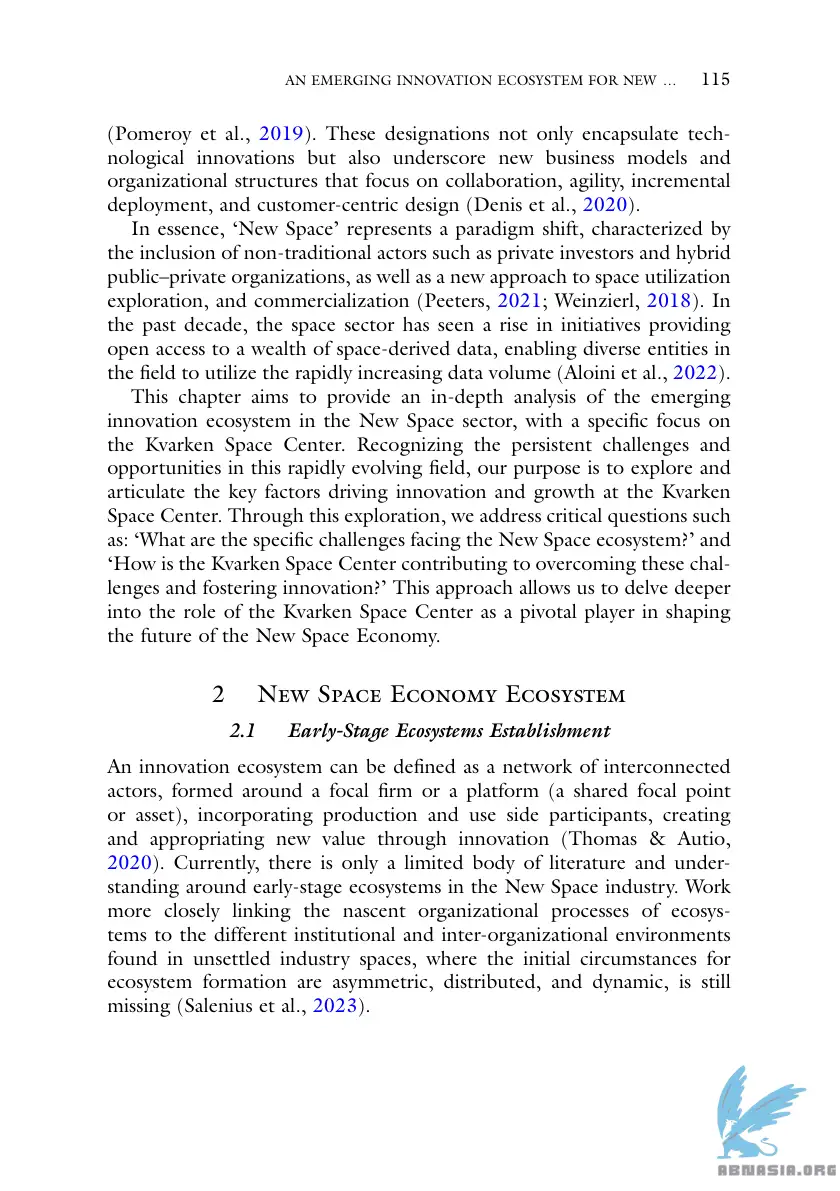 AN EMERGING INNOVATION ECOSYSTEM FOR NEW … 115
(Pomeroy et al., 2019). These designations not only encapsulate tech-
nological innovations but also underscore new business models and
organizational structures that focus on collaboration, agility, incremental
deployment, and customer-centric design (Denis et al., 2020).
In essence, ‘New Space’ represents a paradigm shift, characterized by
the inclusion of non-traditional actors such as private investors and hybrid
public–private organizations, as well as a new approach to space utilization
exploration, and commercialization (Peeters, 2021; Weinzierl, 2018). In
the past decade, the space sector has seen a rise in initiatives providing
open access to a wealth of space-derived data, enabling diverse entities in
the field to utilize the rapidly increasing data volume (Aloini et al., 2022).
This chapter aims to provide an in-depth analysis of the emerging
innovation ecosystem in the New Space sector, with a specific focus on
the Kvarken Space Center. Recognizing the persistent challenges and
opportunities in this rapidly evolving field, our purpose is to explore and
articulate the key factors driving innovation and growth at the Kvarken
Space Center. Through this exploration, we address critical questions such
as: ‘What are the specific challenges facing the New Space ecosystem?’ and
‘How is the Kvarken Space Center contributing to overcoming these chal-
lenges and fostering innovation?’ This approach allows us to delve deeper
into the role of the Kvarken Space Center as a pivotal player in shaping
the future of the New Space Economy.
2 New Space Economy Ecosystem
2.1 Early-Stage Ecosystems Establishment
An innovation ecosystem can be defined as a network of interconnected
actors, formed around a focal firm or a platform (a shared focal point
or asset), incorporating production and use side participants, creating
and appropriating new value through innovation (Thomas & Autio,
2020). Currently, there is only a limited body of literature and under-
standing around early-stage ecosystems in the New Space industry. Work
more closely linking the nascent organizational processes of ecosys-
tems to the different institutional and inter-organizational environments
found in unsettled industry spaces, where the initial circumstances for
ecosystem formation are asymmetric, distributed, and dynamic, is still
missing (Salenius et al., 2023).
ABNASIA.ORG